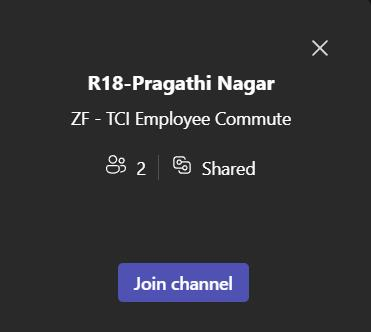 R18-Pragathi Nagar
ZF - TCI Employee Commute
2 Shared
Join channel